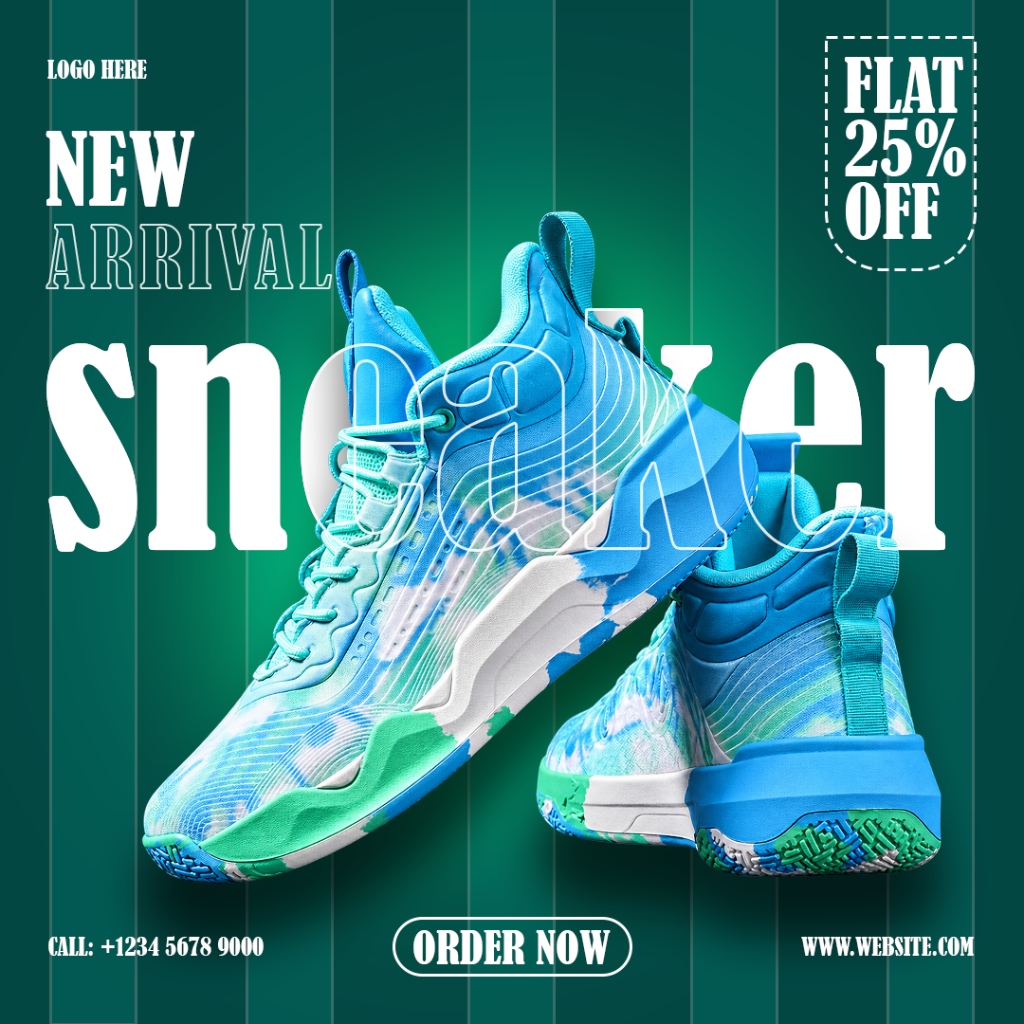 LOGO HERE
FLAT
25%
OFF
NEW
ARRIVAL
sneaker
CALL: +1234 5678 9000
ORDER NOW
WWW.WEBSITE.COM